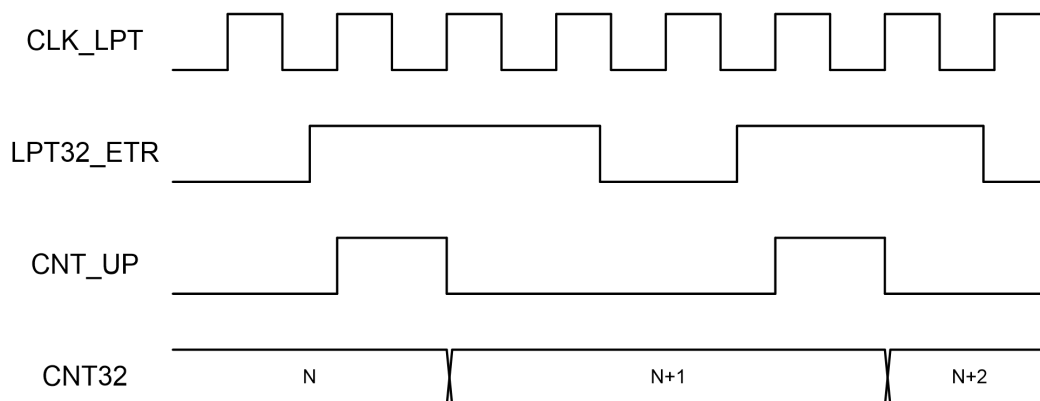 CLK_LPT
LPT32_ETR
CNT_UP
CNT32
N
N+1
N+2